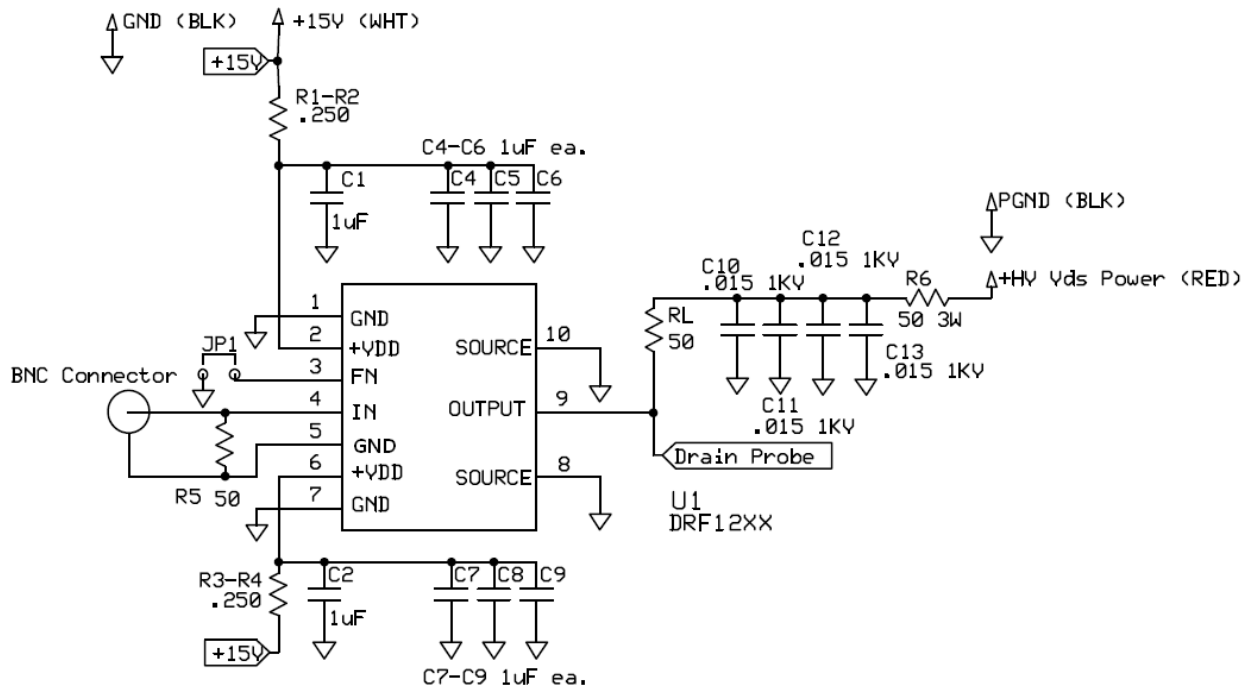 GND (BLK)
+15V (WHT)
+15V
R1-R2
.250
C4-C6 1uF ea.
C1
1uF
C4
C5
C6
PGND (BLK)
+HV Vds Power (RED)
C12
.015 1KV
C10
.015 1KV
R6
50 3W
RL
50
C13
.015 1KV
C11
.015 1KV
1
GND
2
+VDD
JP1
3
FN
BNC Connector
4
IN
5
GND
6
+VDD
7
GND
R5 50
SOURCE
10
OUTPUT
9
SOURCE
8
Drain Probe
U1
DRF12XX
R3-R4
.250
+15V
C2
1uF
C7
C8
C9
C7-C9 1uF ea.